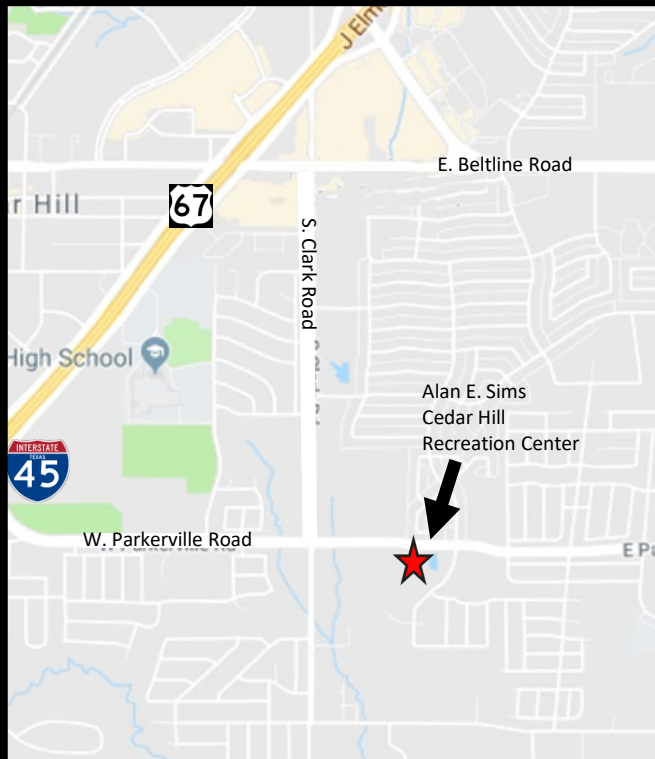 J Elm
E. Beltline Road
67
r Hill
S. Clark Road
High School
Alan E. Sims
Cedar Hill
Recreation Center
INTERSTATE
TEXAS
45
W. Parkerville Road
E Pa